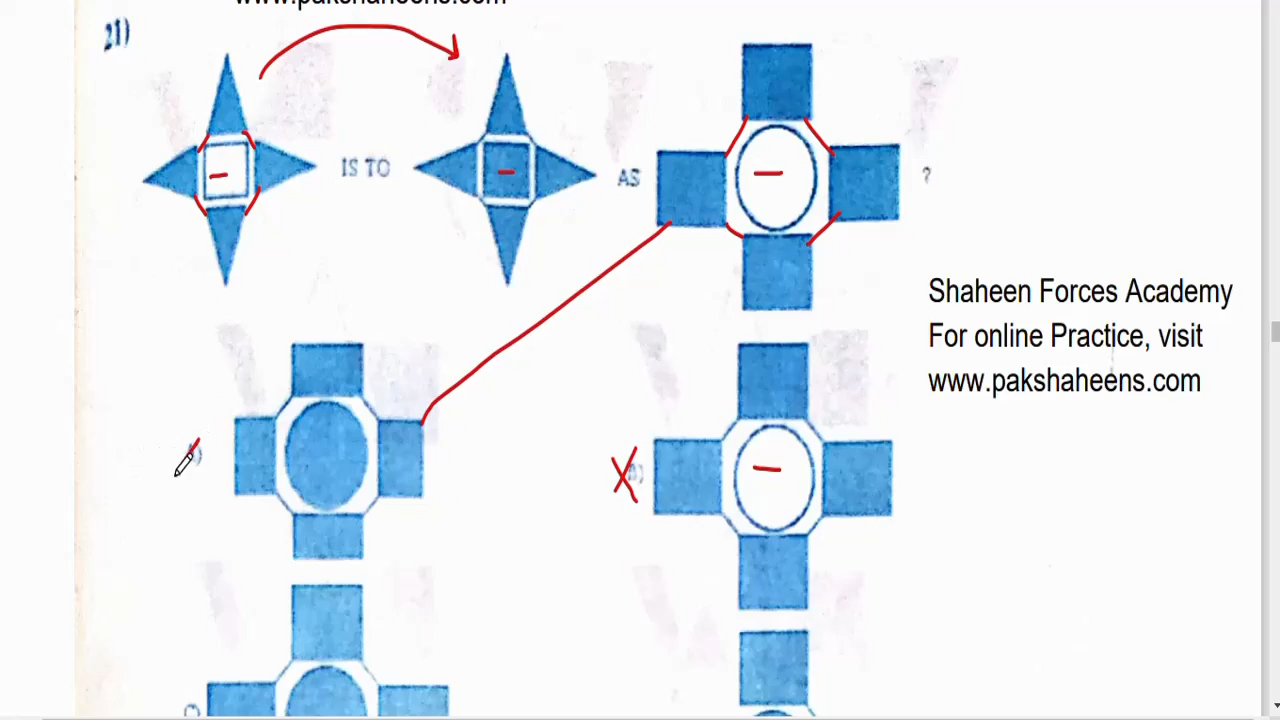 www.pakshaheens.com
21)
IS TO
AS
?
Shaheen Forces Academy
For online Practice, visit
www.pakshaheens.com
B)